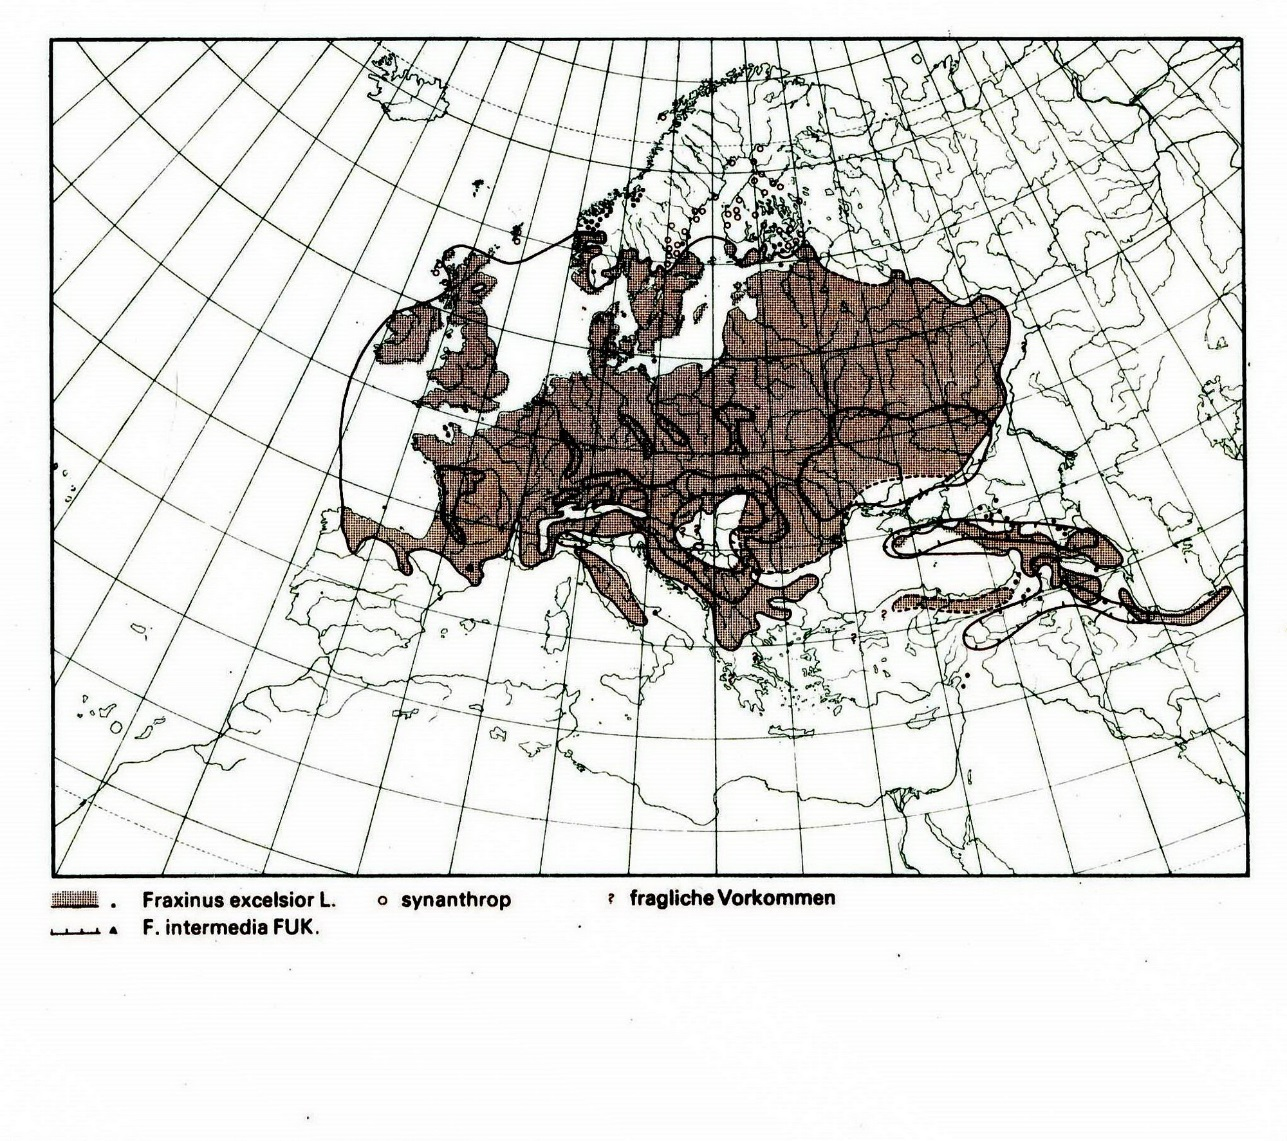 . Fraxinus excelsior L. o synanthrop ? fragliche Vorkommen
▲ F. intermedia FUK.
?
?